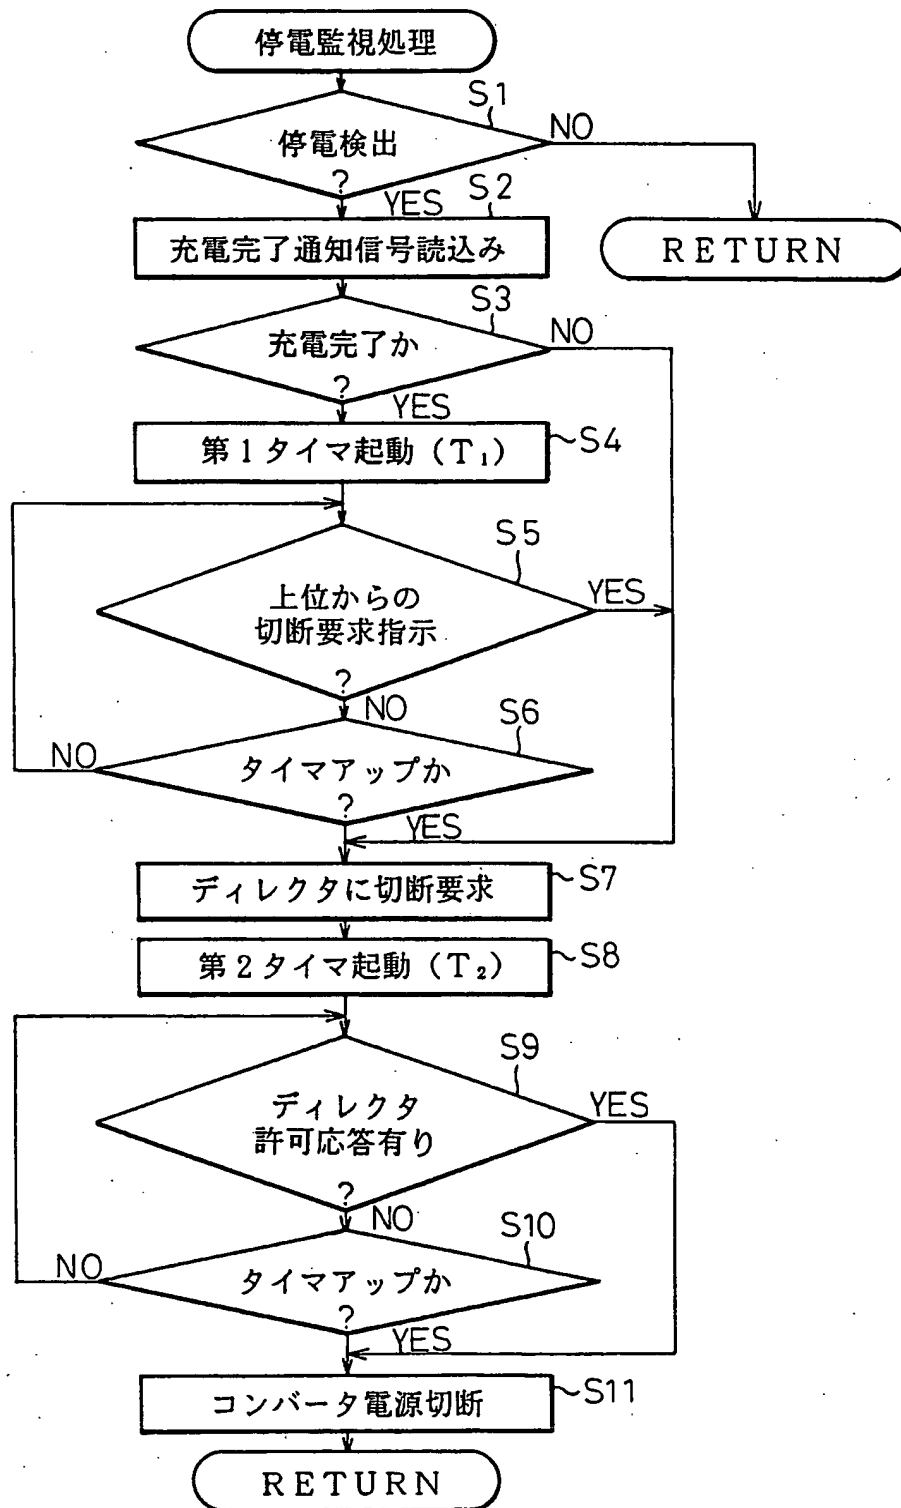 停電監視処理
S1
停電検出
?
NO
YES
S2
充電完了通知信号読込み
RETURN
S3
充電完了か
?
NO
YES
第1タイマ起動（T₁）
S4
S5
上位からの
切断要求指示
?
YES
NO
S6
タイマアップか
?
NO
YES
ディレクタに切断要求
S7
第2タイマ起動（T₂）
S8
S9
ディレクタ
許可応答有り
?
YES
NO
S10
タイマアップか
?
NO
YES
コンバータ電源切断
S11
RETURN